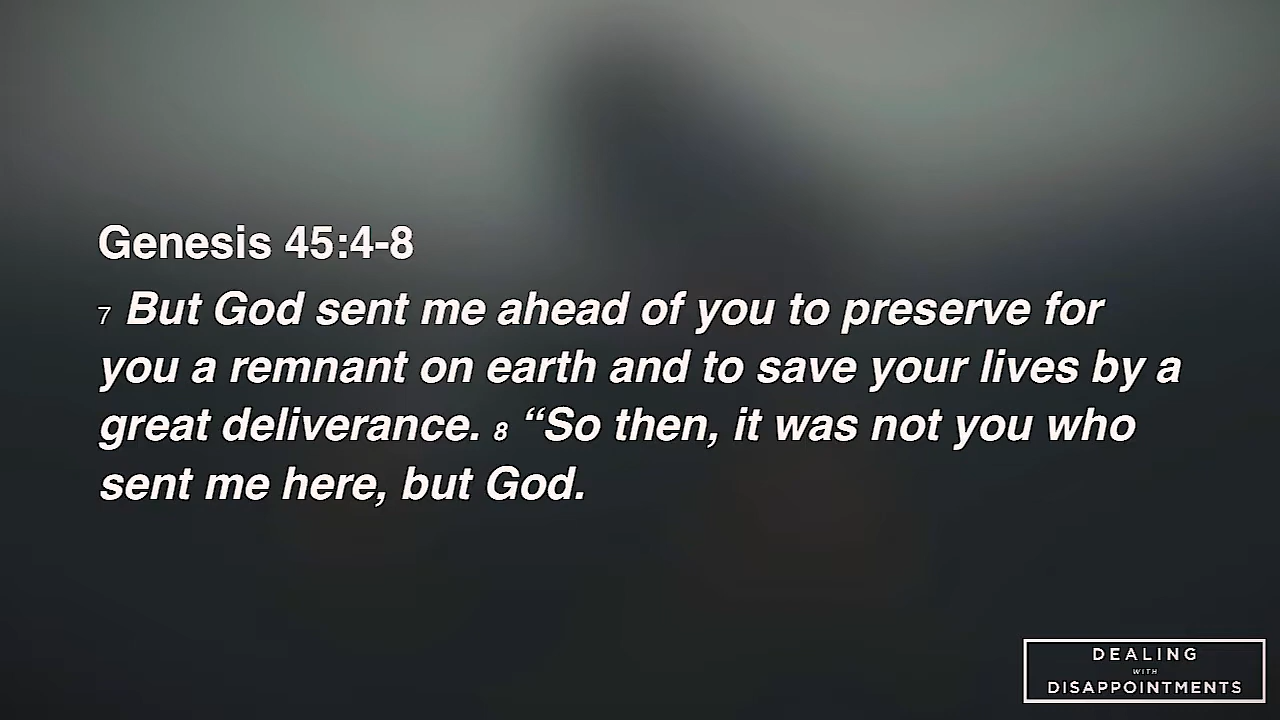 Genesis 45:4-8
7 But God sent me ahead of you to preserve for
you a remnant on earth and to save your lives by a
great deliverance. 8 “So then, it was not you who
sent me here, but God.
DEALING
WITH
DISAPPOINTMENTS